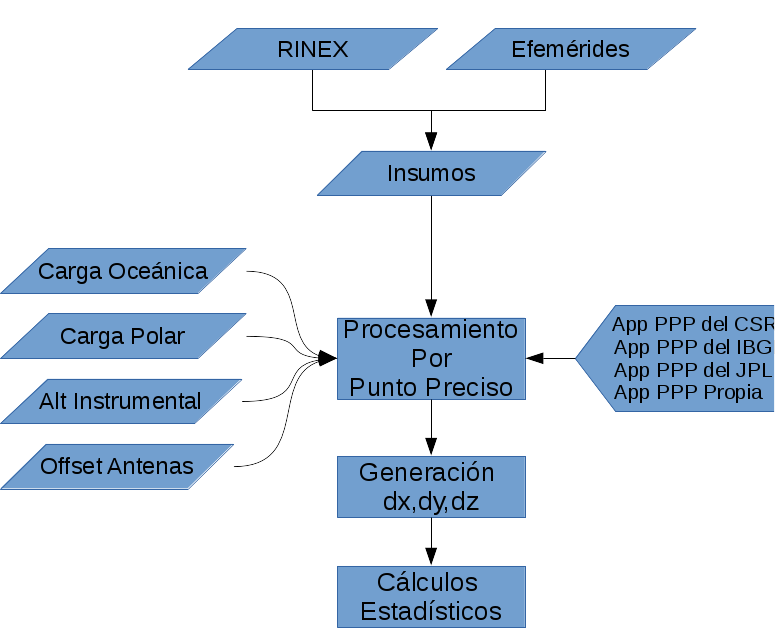 RINEX
Efemérides
Insumos
Carga Oceánica
Carga Polar
Alt Instrumental
Offset Antenas
Procesamiento
Por
Punto Preciso
App PPP del CSR
App PPP del IBG
App PPP del JPL
App PPP Propia
Generación
dx,dy,dz
Cálculos
Estadísticos